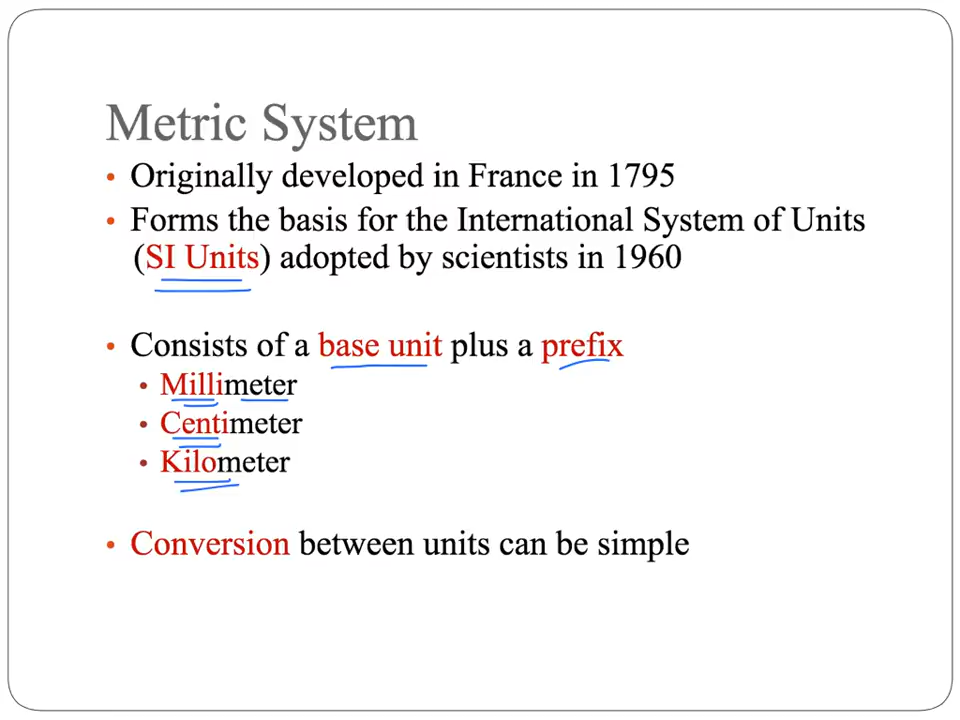 Metric System
• Originally developed in France in 1795
• Forms the basis for the International System of Units
(SI Units) adopted by scientists in 1960
• Consists of a base unit plus a prefix
• Millimeter
• Centimeter
• Kilometer
• Conversion between units can be simple